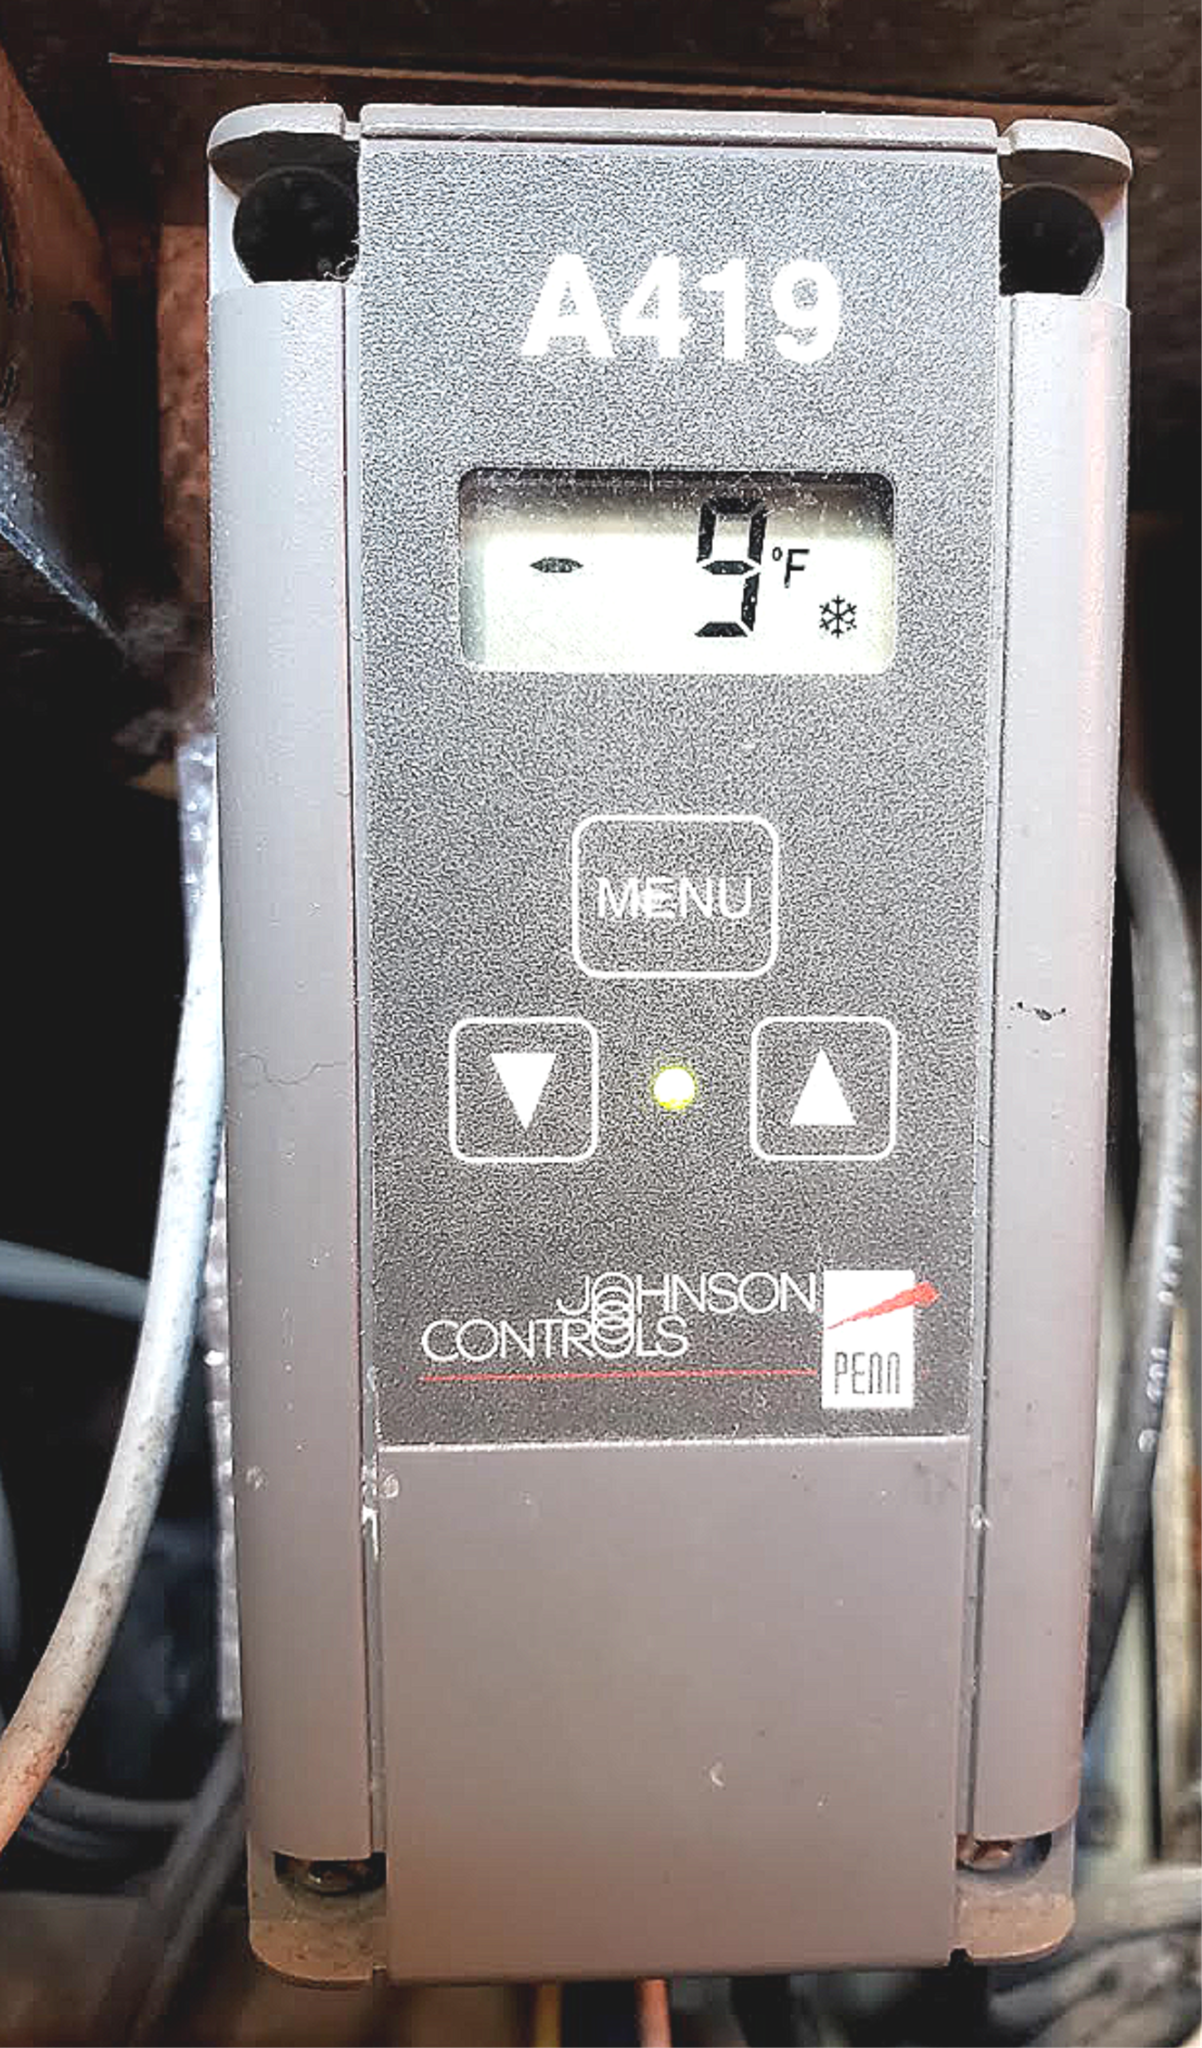 A419
- 9 °F
MENU
JOHNSON
CONTROLS
PENN